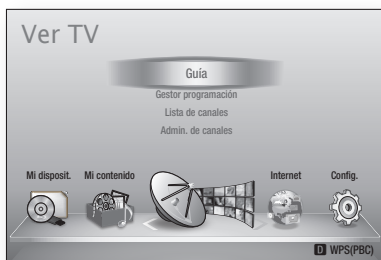 Ver TV
Guía
Gestor programación
Lista de canales
Admin. de canales
Mi disposit. Mi contenido Internet Config.
D WPS(PBC)